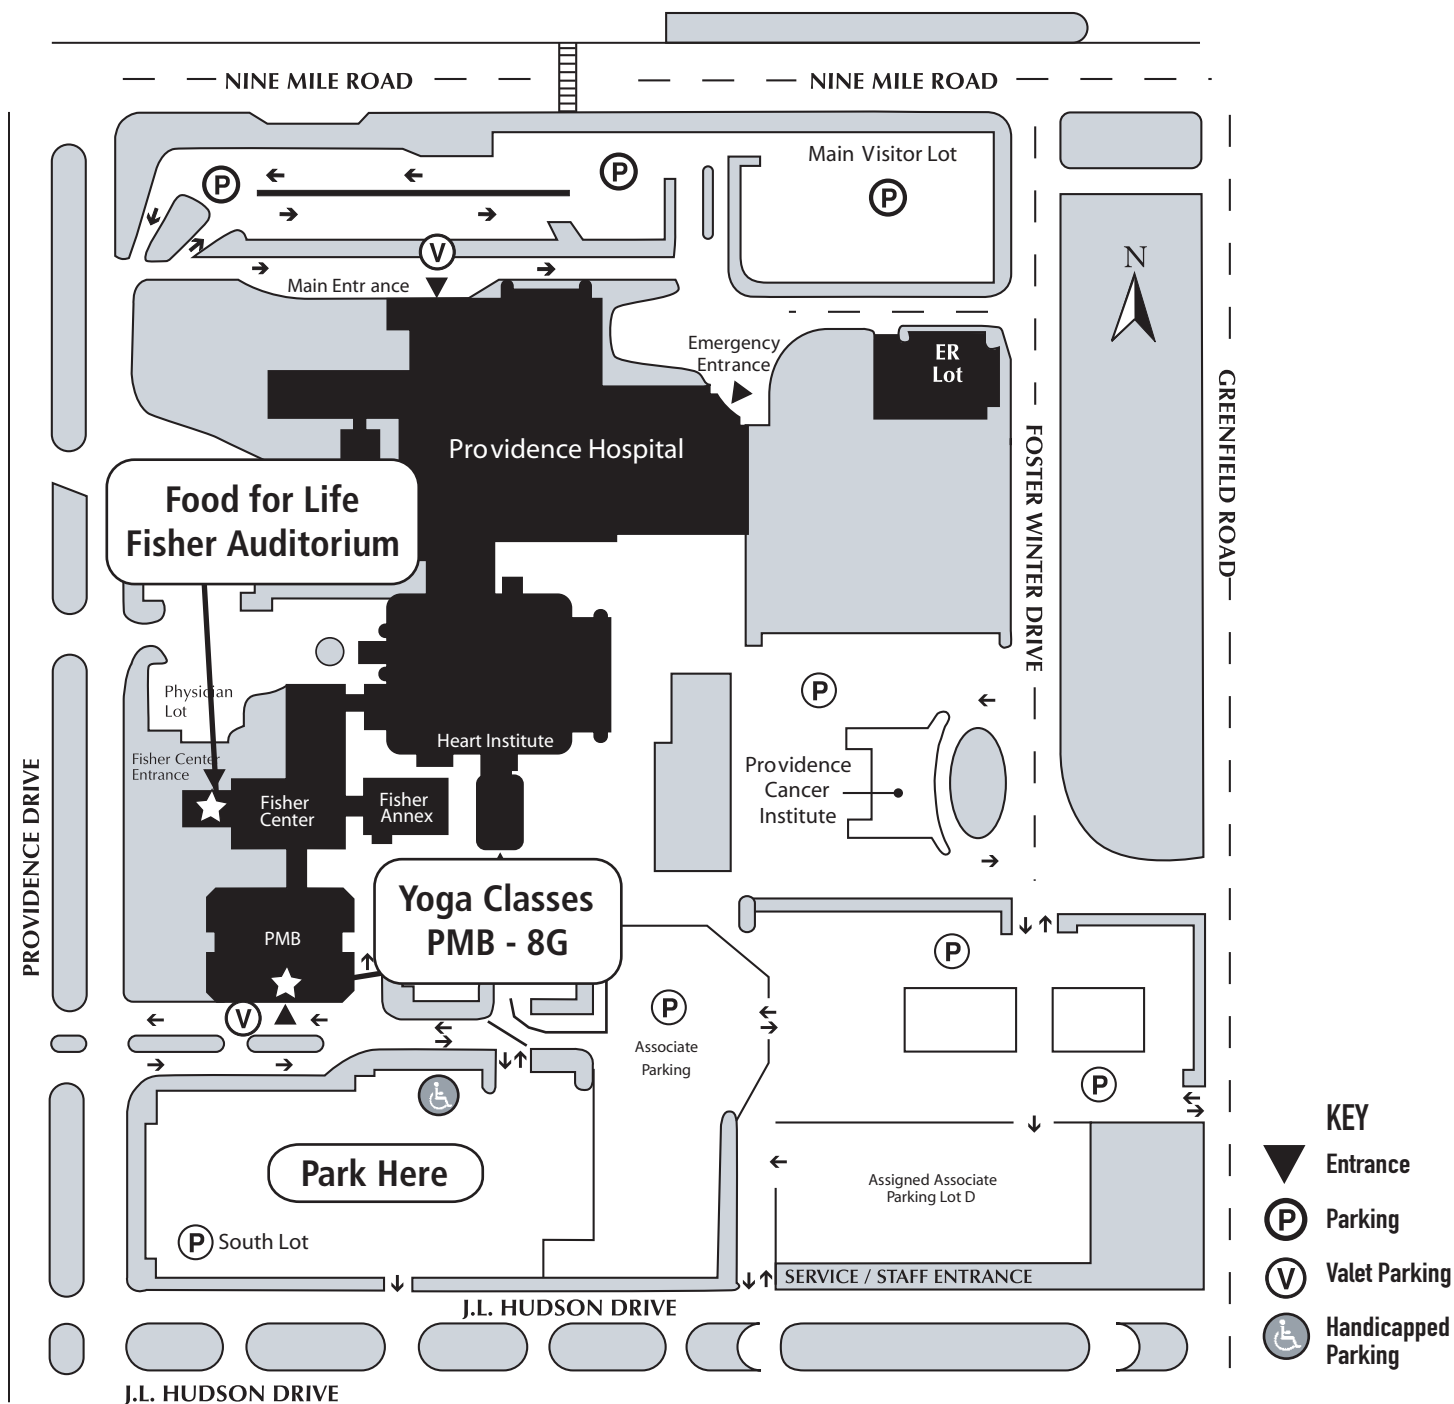 NINE MILE ROAD
NINE MILE ROAD
Main Visitor Lot
P
P
P
V
N
Main Entr ance
Emergency
Entrance
ER
Lot
GREENFIELD ROAD
FOSTER WINTER DRIVE
Providence Hospital
Food for Life
Fisher Auditorium
Physician
Lot
P
Heart Institute
Fisher Center
Entrance
PROVIDENCE DRIVE
Providence
Cancer
Institute
Fisher
Center
Fisher
Annex
Yoga Classes
PMB - 8G
PMB
P
V
P
Associate
Parking
P
KEY
Entrance
P
Parking
V
Valet Parking
Handicapped
Parking
Park Here
Assigned Associate
Parking Lot D
P
South Lot
SERVICE / STAFF ENTRANCE
J.L. HUDSON DRIVE
J.L. HUDSON DRIVE